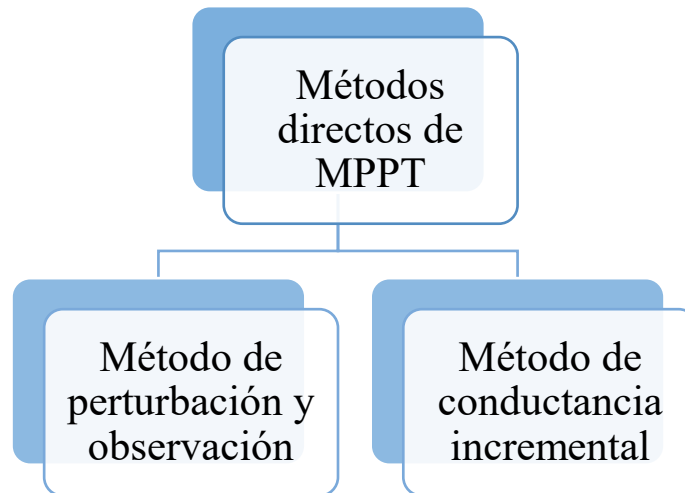 Métodos
directos de
MPPT
Método de
perturbación y
observación
Método de
conductancia
incremental